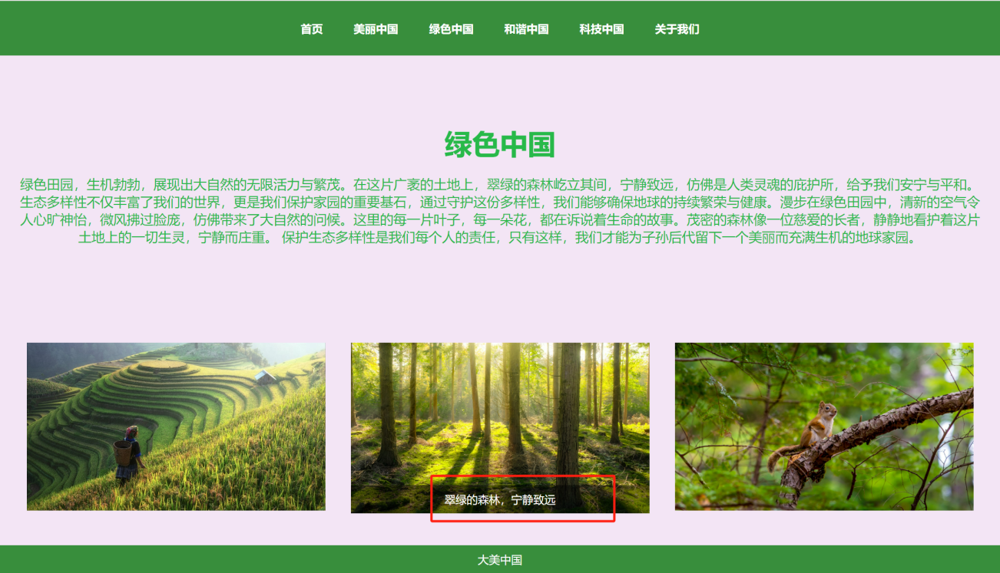 首页 美丽中国 绿色中国 和谐中国 科技中国 关于我们
绿色中国
绿色田园，生机勃勃，展现出大自然的无限活力与繁茂。在这片广袤的土地上，翠绿的森林屹立其间，宁静致远，仿佛是人类灵魂的庇护所，给予我们安宁与平和。
生态多样性不仅丰富了我们的世界，更是我们保护家园的重要基石，通过守护这份多样性，我们能够确保地球的持续繁荣与健康。漫步在绿色田园中，清新的空气令
人心旷神怡，微风拂过脸庞，仿佛带来了大自然的问候。这里的每一片叶子，每一朵花，都在诉说着生命的故事。茂密的森林像一位慈爱的长者，静静地看护着这片
土地上的一切生灵，宁静而庄重。 保护生态多样性是我们每个人的责任，只有这样，我们才能为子孙后代留下一个美丽而充满生机的地球家园。
翠绿的森林，宁静致远
大美中国